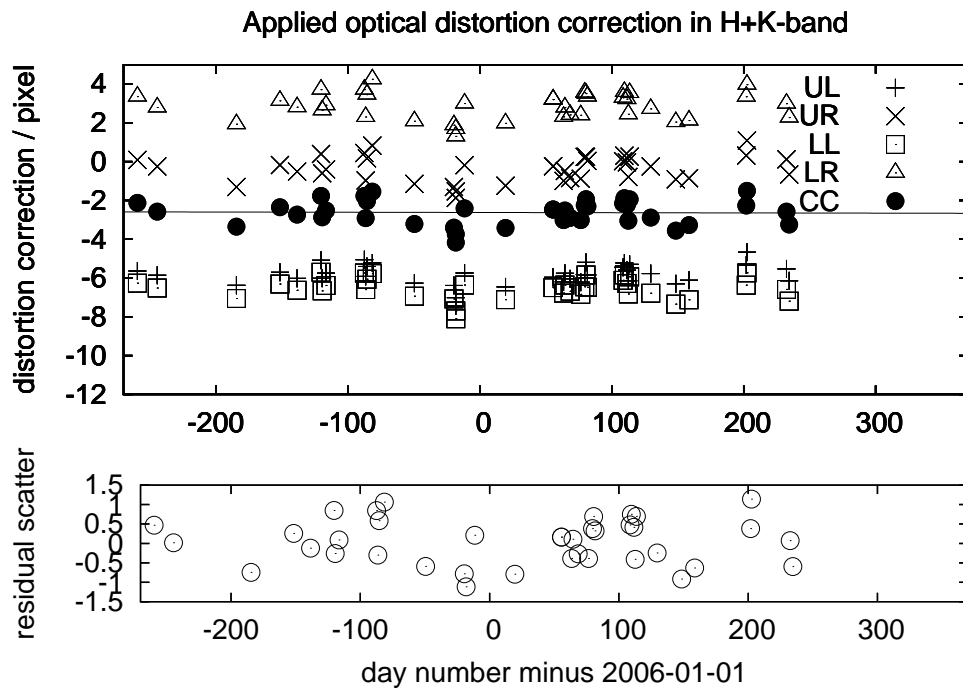 Applied optical distortion correction in H+K-band
distortion correction / pixel
4
2
0
-2
-4
-6
-8
-10
-12
UL
UR
LL
LR
CC
-200 -100 0 100 200 300
residual scatter
1.5
1
0.5
0
-0.5
-1
-1.5
-200 -100 0 100 200 300
day number minus 2006-01-01